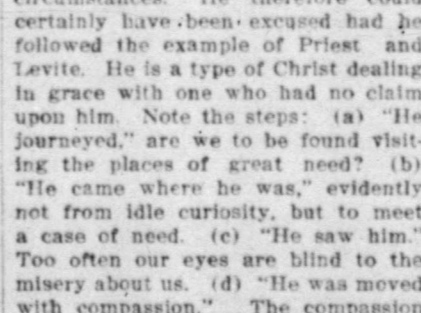 circumstances. He therefore could
certainly have been excused had he
followed the example of Priest and
Levite. He is a type of Christ dealing
in grace with one who had no claim
upon him. Note the steps: (a) "He
journeyed," are we to be found visit-
ing the places of great need? (b)
"He came where he was," evidently
not from idle curiosity, but to meet
a case of need. (c) "He saw him."
Too often our eyes are blind to the
misery about us. (d) "He was moved
with compassion." The compassion